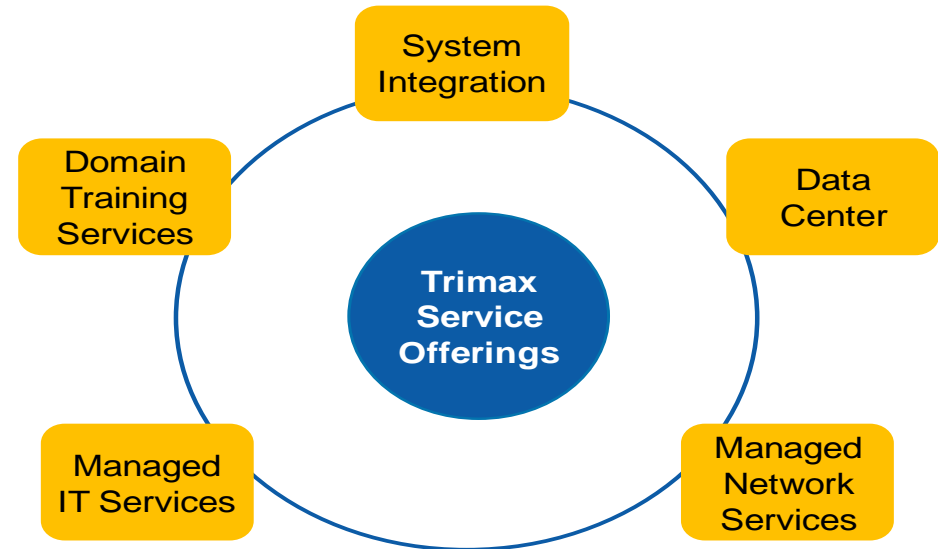 System
Integration
Domain
Training
Services
Data
Center
Trimax
Service
Offerings
Managed
IT Services
Managed
Network
Services